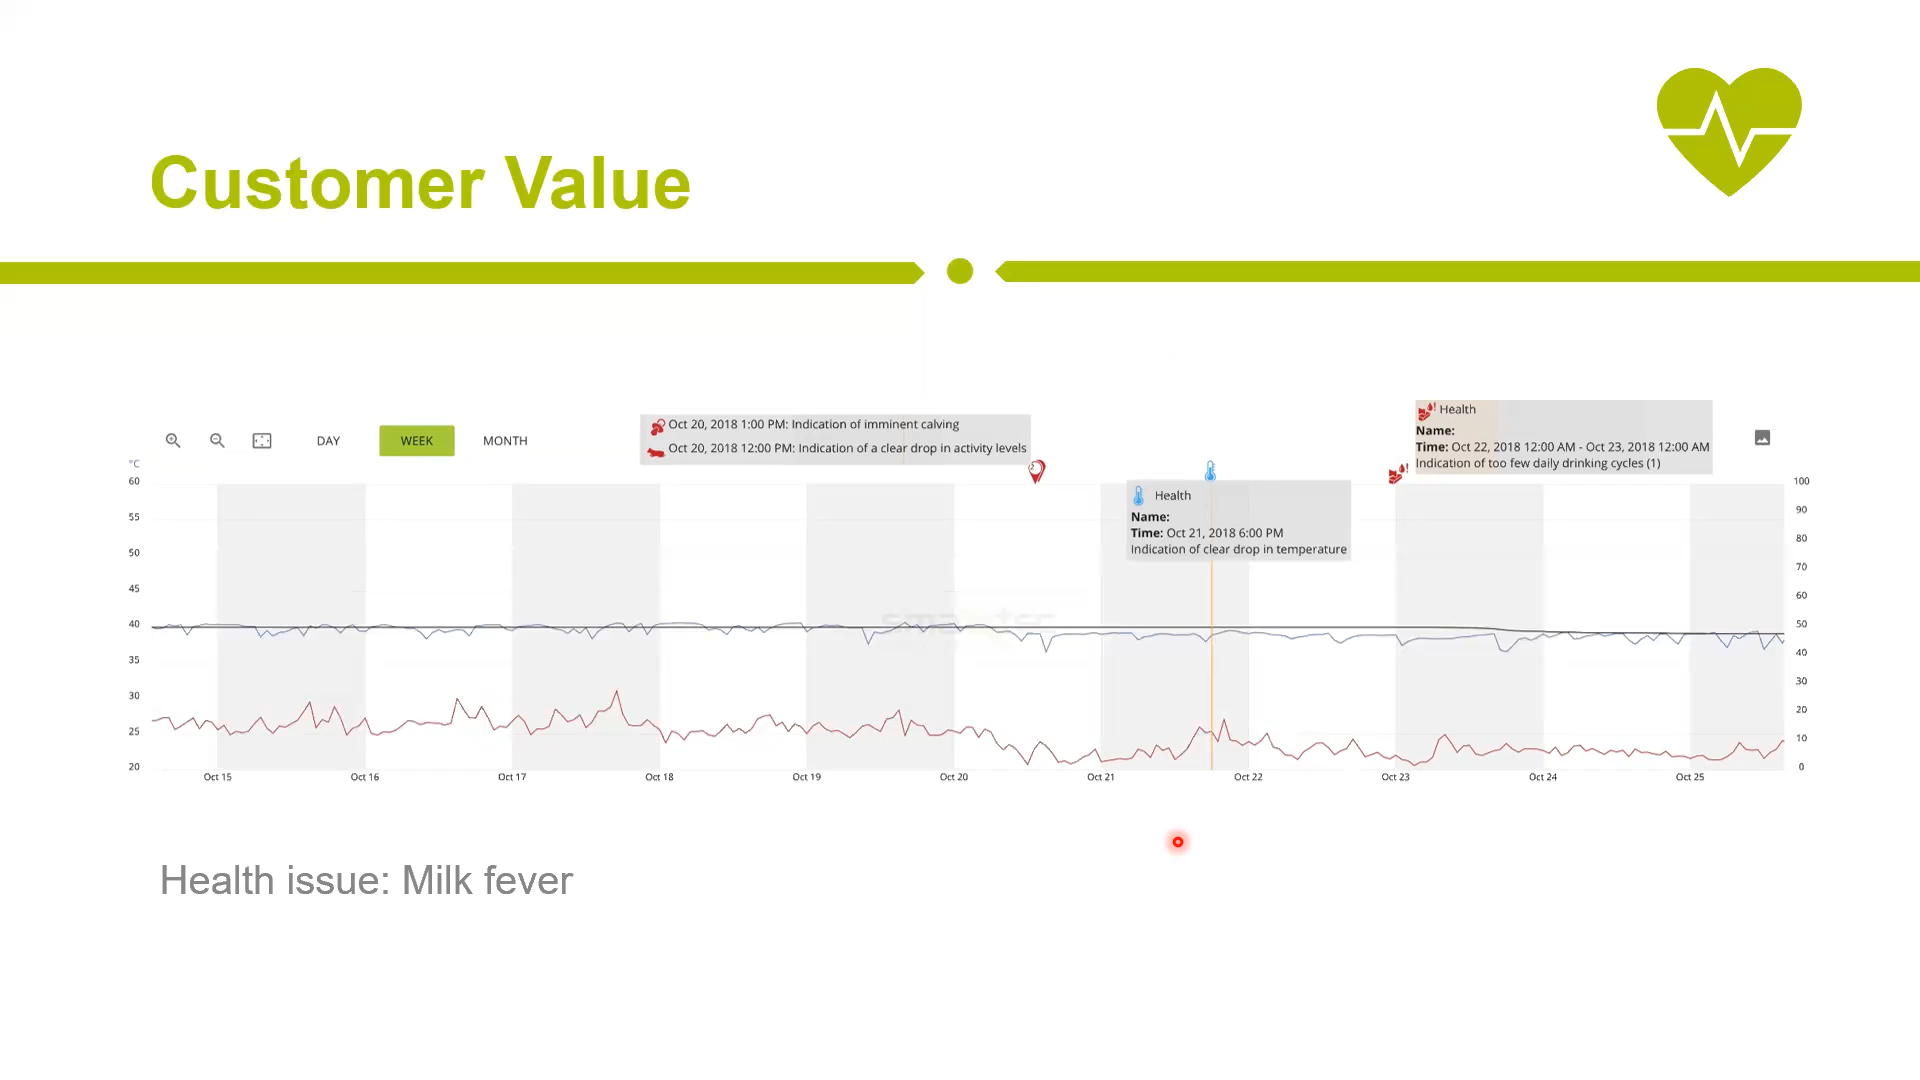 Customer Value
DAY
WEEK
MONTH
Oct 20, 2018 1:00 PM: Indication of imminent calving
Oct 20, 2018 12:00 PM: Indication of a clear drop in activity levels
2
Health
Name:
Time: Oct 22, 2018 12:00 AM - Oct 23, 2018 12:00 AM
Indication of too few daily drinking cycles (1)
Health
Name:
Time: Oct 21, 2018 6:00 PM
Indication of clear drop in temperature
°C
60
55
50
45
40
35
30
25
20
100
90
80
70
60
50
40
30
20
10
0
Oct 15
Oct 16
Oct 17
Oct 18
Oct 19
Oct 20
Oct 21
Oct 22
Oct 23
Oct 24
Oct 25
Health issue: Milk fever